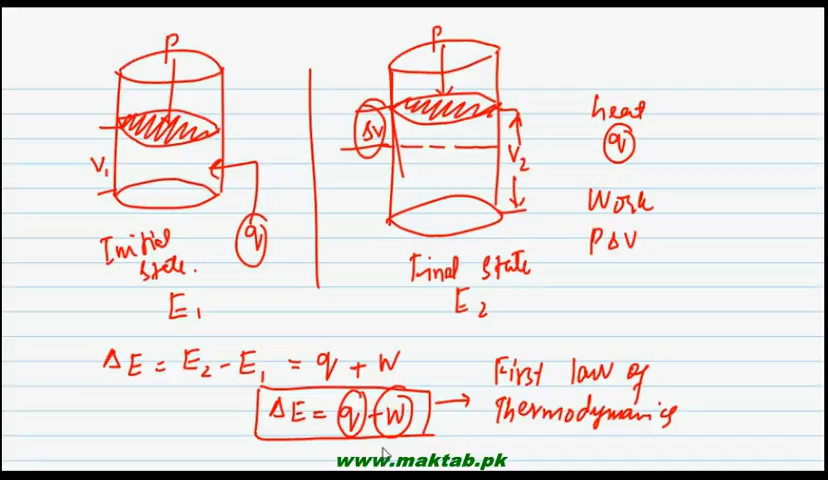 P
V₁
q
Initial
state.
E₁
P
ΔV
V₂
Final state
E₂
heat
q
Work
PΔV
ΔE = E₂ - E₁ = q + W
ΔE = q - W
First law of
Thermodynamics
www.maktab.pk